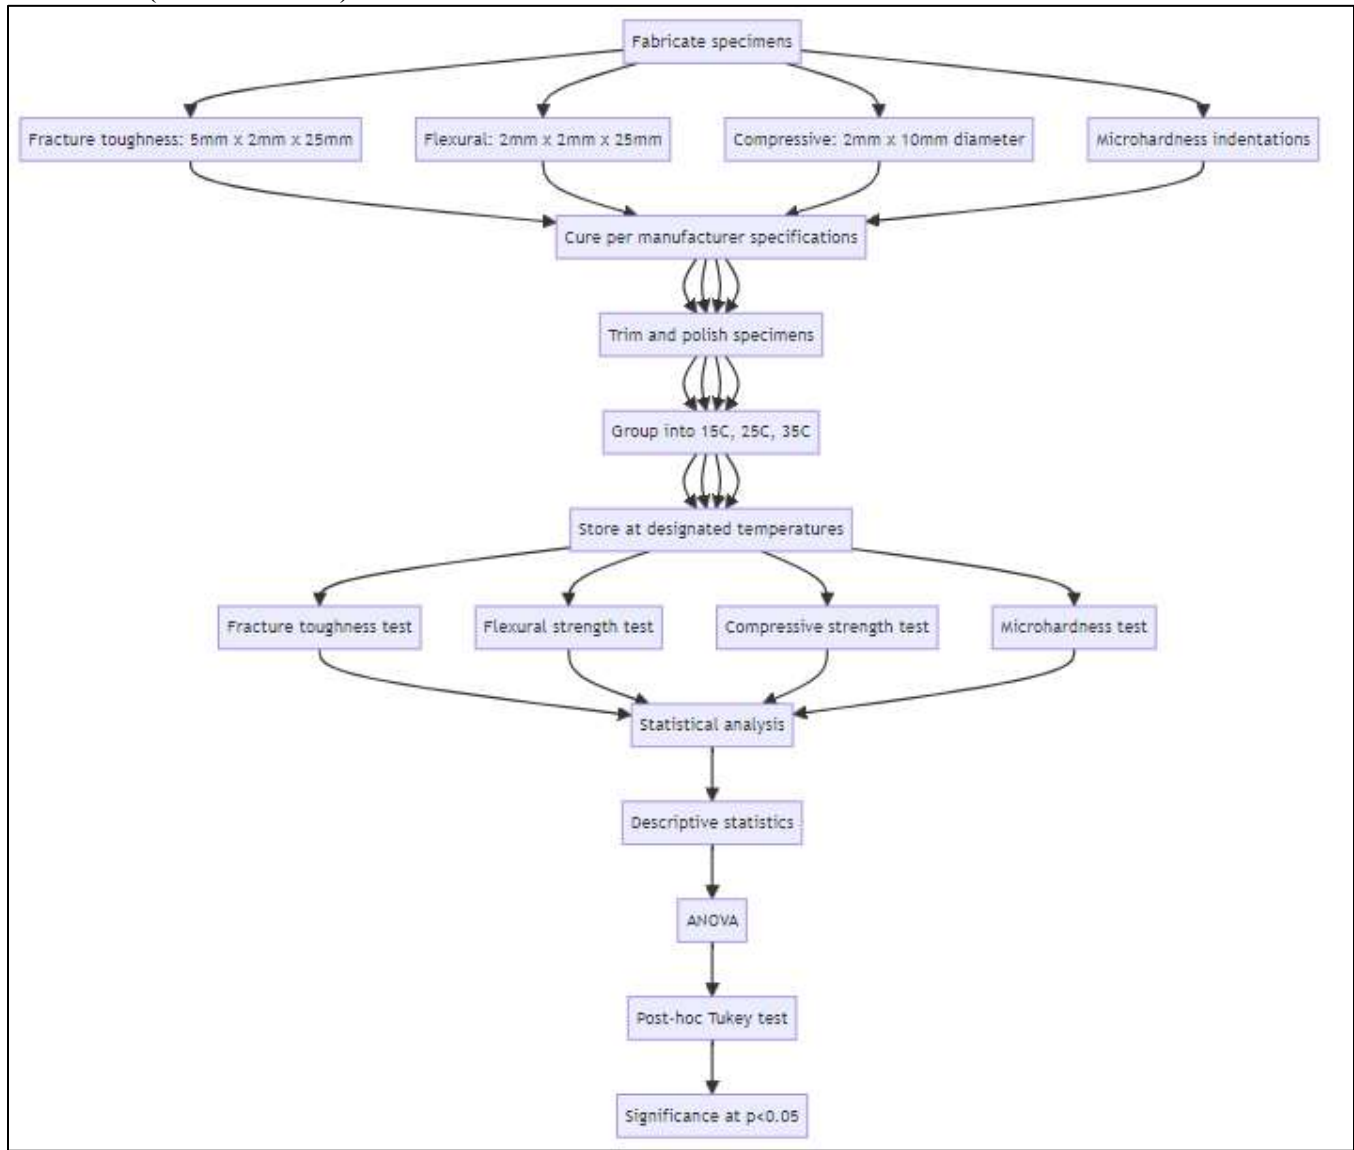 Fabricate specimens
Fracture toughness: 5mm x 2mm x 25mm
Flexural: 2mm x 2mm x 25mm
Compressive: 2mm x 10mm diameter
Microhardness indentations
Cure per manufacturer specifications
Trim and polish specimens
Group into 15C, 25C, 35C
Store at designated temperatures
Fracture toughness test
Flexural strength test
Compressive strength test
Microhardness test
Statistical analysis
Descriptive statistics
ANOVA
Post-hoc Tukey test
Significance at p<0.05